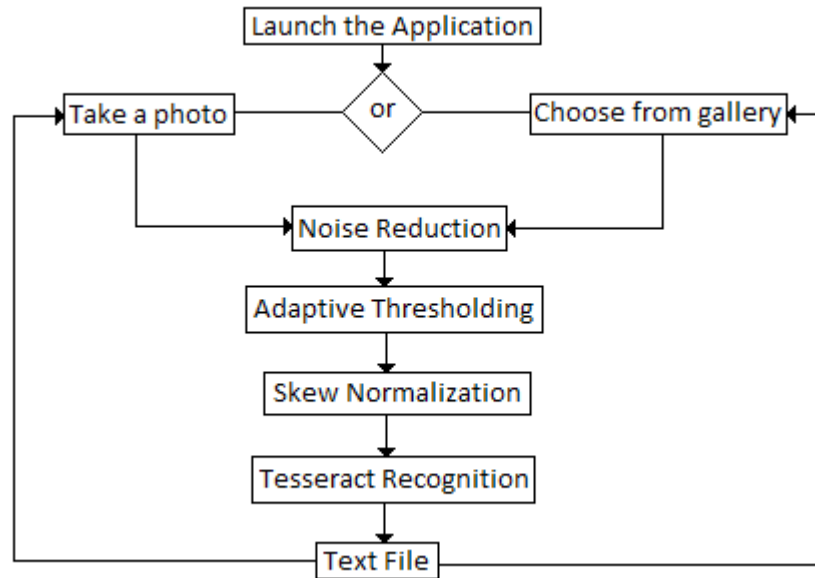 Launch the Application
Take a photo
or
Choose from gallery
Noise Reduction
Adaptive Thresholding
Skew Normalization
Tesseract Recognition
Text File